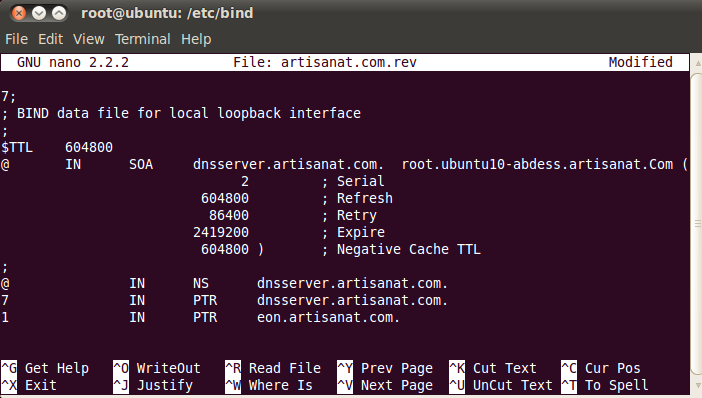 root@ubuntu: /etc/bind
File Edit View Terminal Help
GNU nano 2.2.2 File: artisanat.com.rev Modified
7;
; BIND data file for local loopback interface
;
$TTL 604800
@ IN SOA dnsserver.artisanat.com. root.ubuntu10-abdess.artisanat.Com (
2 ; Serial
604800 ; Refresh
86400 ; Retry
2419200 ; Expire
604800 ) ; Negative Cache TTL
;
@ IN NS dnsserver.artisanat.com.
7 IN PTR dnsserver.artisanat.com.
1 IN PTR eon.artisanat.com.
^G Get Help ^O WriteOut ^R Read File ^Y Prev Page ^K Cut Text ^C Cur Pos
^X Exit ^J Justify ^W Where Is ^V Next Page ^U UnCut Text ^T To Spell